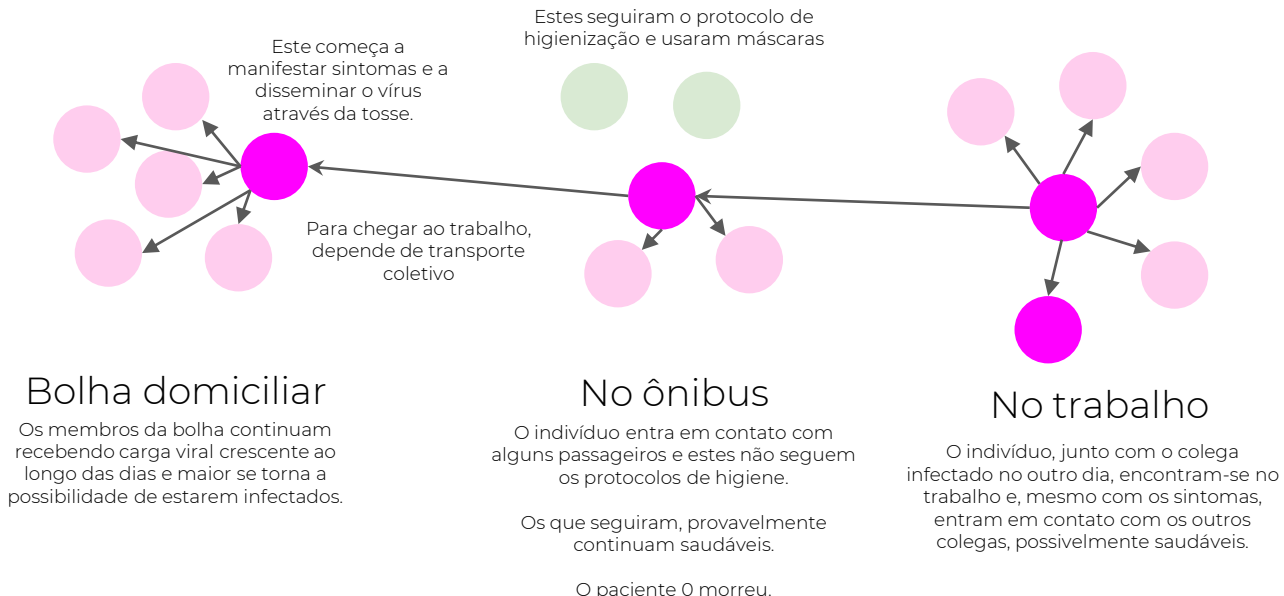 Estes seguiram o protocolo de
higienização e usaram máscaras
Este começa a
manifestar sintomas e a
disseminar o vírus
através da tosse.
Para chegar ao trabalho,
depende de transporte
coletivo
Bolha domiciliar
Os membros da bolha continuam
recebendo carga viral crescente ao
longo das dias e maior se torna a
possibilidade de estarem infectados.
No ônibus
O indivíduo entra em contato com
alguns passageiros e estes não seguem
os protocolos de higiene.
Os que seguiram, provavelmente
continuam saudáveis.
O paciente 0 morreu.
No trabalho
O indivíduo, junto com o colega
infectado no outro dia, encontram-se no
trabalho e, mesmo com os sintomas,
entram em contato com os outros
colegas, possivelmente saudáveis.